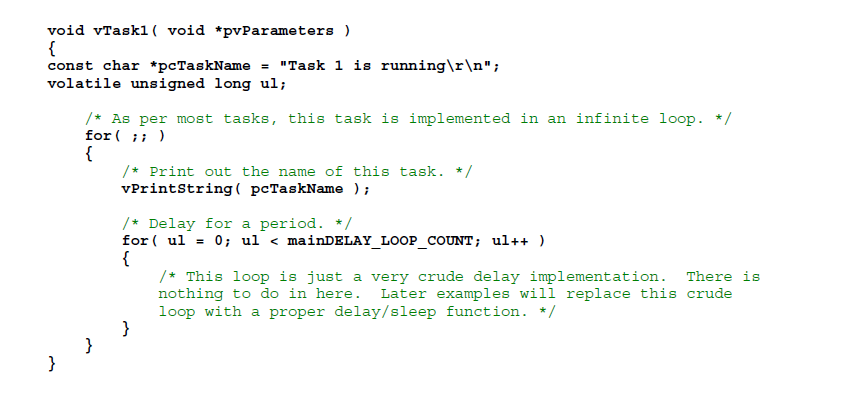 void vTask1( void *pvParameters )
{
const char *pcTaskName = "Task 1 is running\r\n";
volatile unsigned long ul;
/* As per most tasks, this task is implemented in an infinite loop. */
for( ;; )
{
/* Print out the name of this task. */
vPrintString( pcTaskName );
/* Delay for a period. */
for( ul = 0; ul < mainDELAY_LOOP_COUNT; ul++ )
{
/* This loop is just a very crude delay implementation.  There is
nothing to do in here.  Later examples will replace this crude
loop with a proper delay/sleep function. */
}
}
}